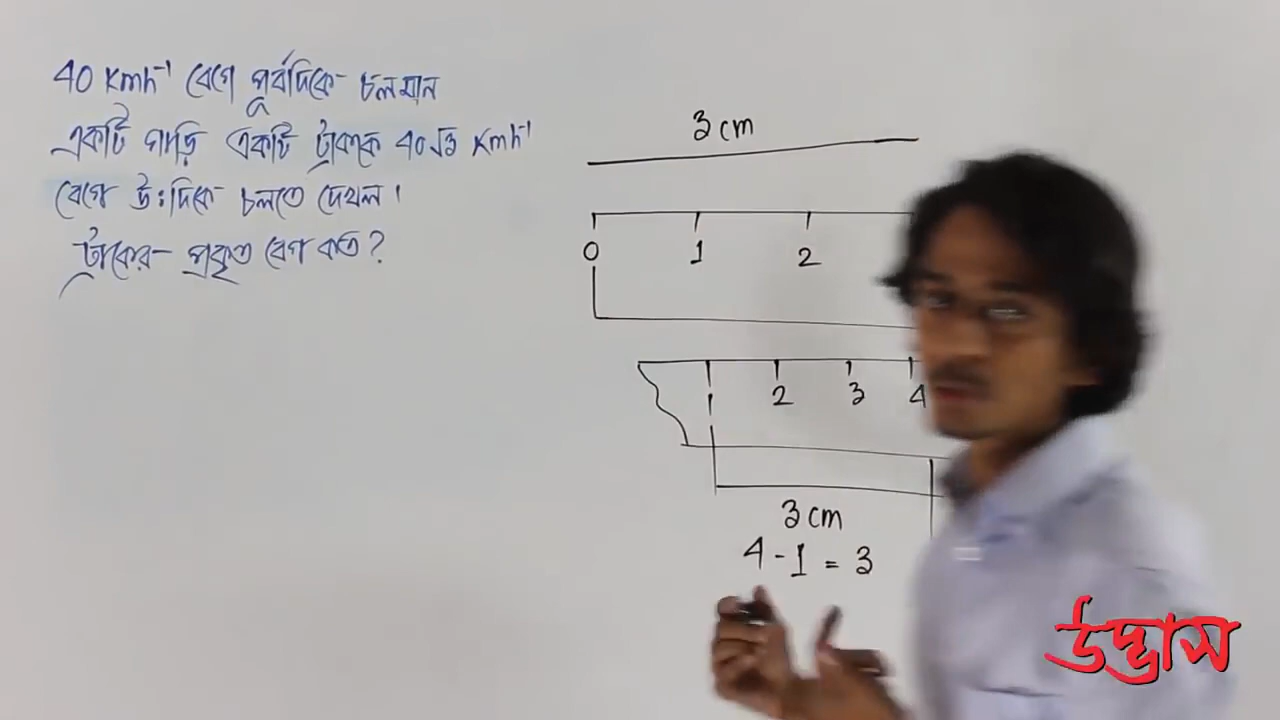 40 Kmh⁻¹ বেগে পূর্বদিকে চলমান
একটি গাড়ি একটি ট্রাককে 40√3 Kmh⁻¹
বেগে উঃদিকে চলতে দেখল।
ট্রাকের প্রকৃত বেগ কত?
3 cm
0 1 2
1 2 3 4
3 cm
4 - 1 = 3
উদ্ভাস